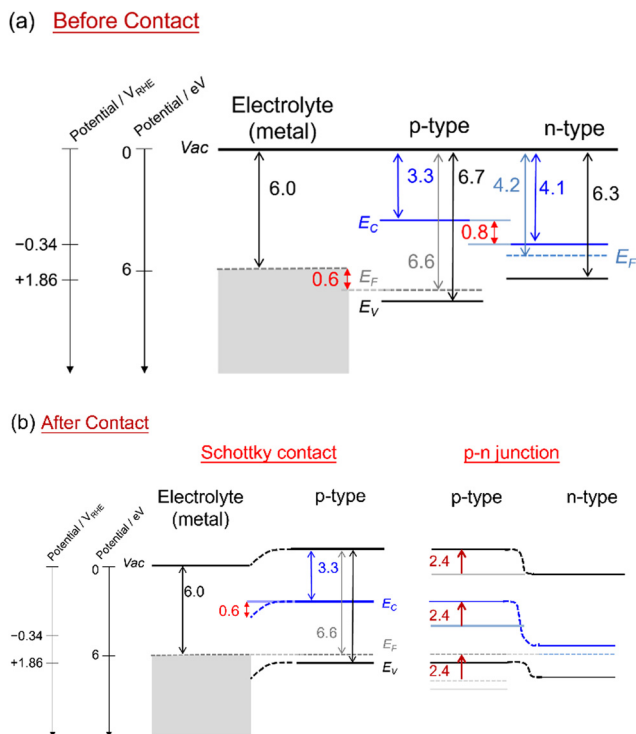 (a) Before Contact
Potential / V_RHE
Potential / eV
Electrolyte
(metal)
p-type
n-type
0
Vac
6.0
3.3
6.7
4.2
4.1
6.3
E_C
0.8
−0.34
6
+1.86
0.6
E_F
6.6
E_F
E_V
(b) After Contact
Schottky contact
p-n junction
Potential / V_RHE
Potential / eV
Electrolyte
(metal)
p-type
p-type
n-type
Vac
0
6.0
3.3
2.4
0.6
E_C
2.4
−0.34
6.6
E_F
+1.86
6
E_V
2.4